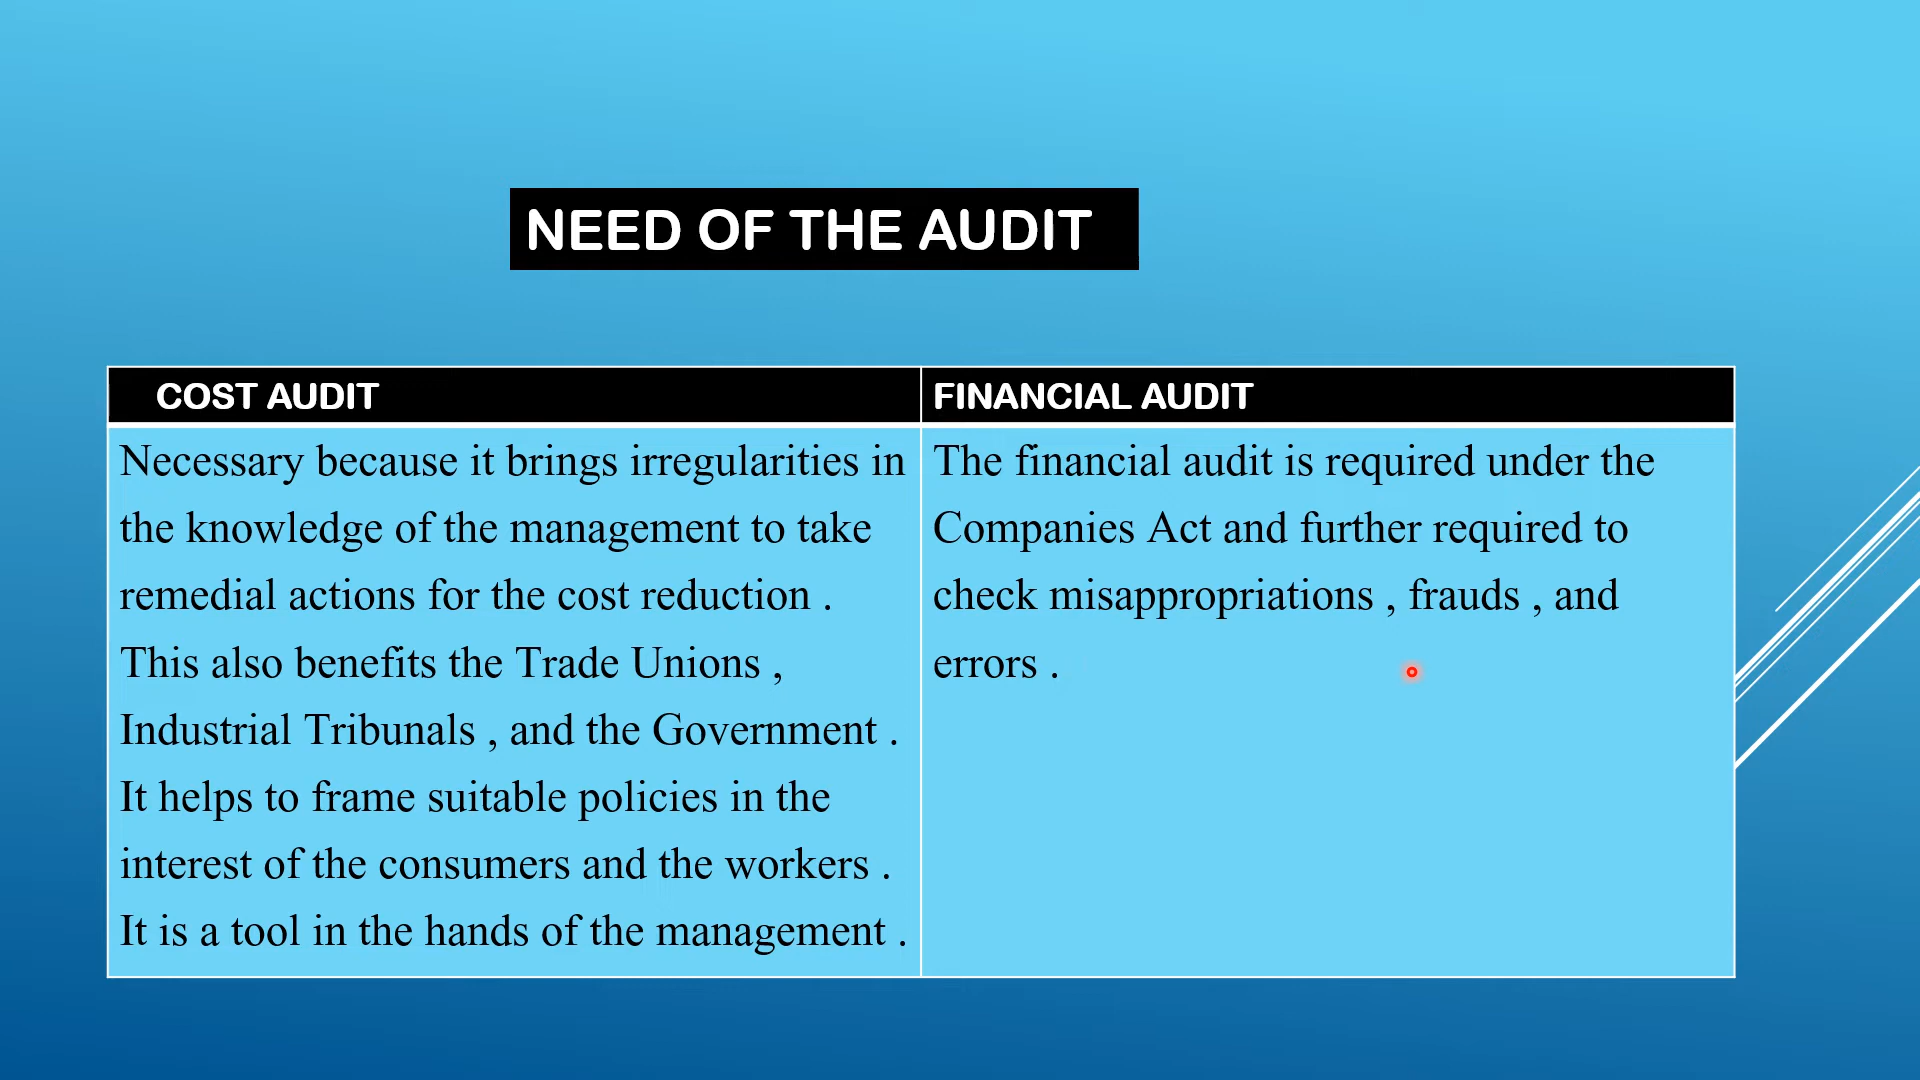 NEED OF THE AUDIT
COST AUDIT
Necessary because it brings irregularities in
the knowledge of the management to take
remedial actions for the cost reduction .
This also benefits the Trade Unions ,
Industrial Tribunals , and the Government .
It helps to frame suitable policies in the
interest of the consumers and the workers .
It is a tool in the hands of the management .
FINANCIAL AUDIT
The financial audit is required under the
Companies Act and further required to
check misappropriations , frauds , and
errors .